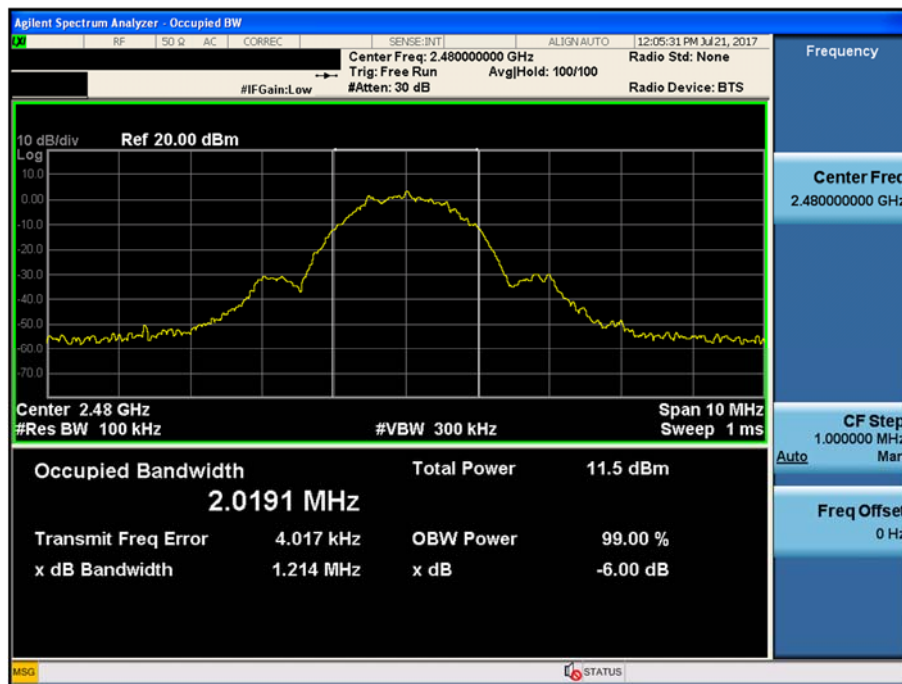 Agilent Spectrum Analyzer - Occupied BW
LXI RF 50 Ω AC CORREC SENSE:INT ALIGN AUTO 12:05:31 PM Jul 21, 2017
Center Freq: 2.480000000 GHz Radio Std: None
Trig: Free Run Avg|Hold: 100/100
#IFGain:Low #Atten: 30 dB Radio Device: BTS
10 dB/div Ref 20.00 dBm
Log
10.0
0.00
-10.0
-20.0
-30.0
-40.0
-50.0
-60.0
-70.0
Center 2.48 GHz Span 10 MHz
#Res BW 100 kHz #VBW 300 kHz Sweep 1 ms
Occupied Bandwidth Total Power 11.5 dBm
2.0191 MHz
Transmit Freq Error 4.017 kHz OBW Power 99.00 %
x dB Bandwidth 1.214 MHz x dB -6.00 dB
Frequency
Center Freq
2.480000000 GHz
CF Step
1.000000 MHz
Auto Man
Freq Offset
0 Hz
MSG STATUS